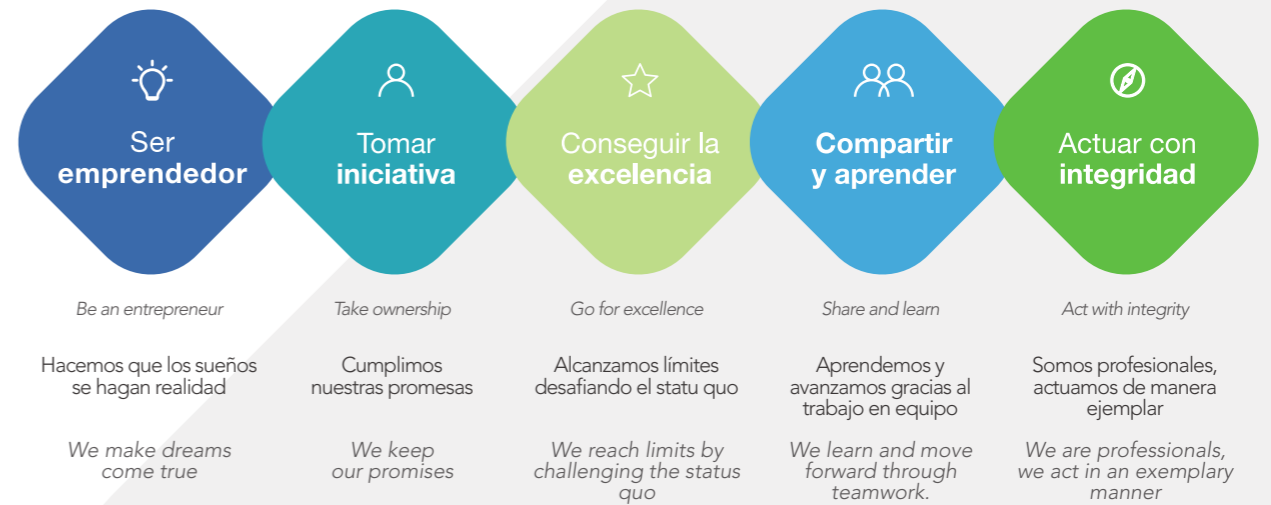 Ser
emprendedor
Tomar
iniciativa
Conseguir la
excelencia
Compartir
y aprender
Actuar con
integridad
Be an entrepreneur
Take ownership
Go for excellence
Share and learn
Act with integrity
Hacemos que los sueños
se hagan realidad
Cumplimos
nuestras promesas
Alcanzamos límites
desafiando el statu quo
Aprendemos y
avanzamos gracias al
trabajo en equipo
Somos profesionales,
actuamos de manera
ejemplar
We make dreams
come true
We keep
our promises
We reach limits by
challenging the status
quo
We learn and move
forward through
teamwork.
We are professionals,
we act in an exemplary
manner